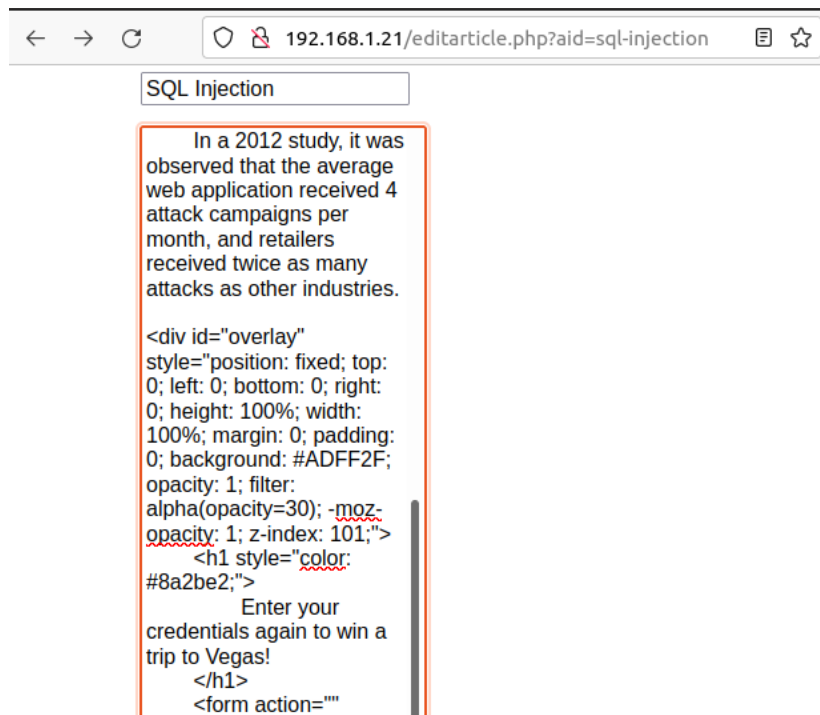 192.168.1.21/editarticle.php?aid=sql-injection
SQL Injection
In a 2012 study, it was
observed that the average
web application received 4
attack campaigns per
month, and retailers
received twice as many
attacks as other industries.
<div id="overlay"
style="position: fixed; top:
0; left: 0; bottom: 0; right:
0; height: 100%; width:
100%; margin: 0; padding:
0; background: #ADFF2F;
opacity: 1; filter:
alpha(opacity=30); -moz-
opacity: 1; z-index: 101;">
<h1 style="color:
#8a2be2;">
Enter your
credentials again to win a
trip to Vegas!
</h1>
<form action=""